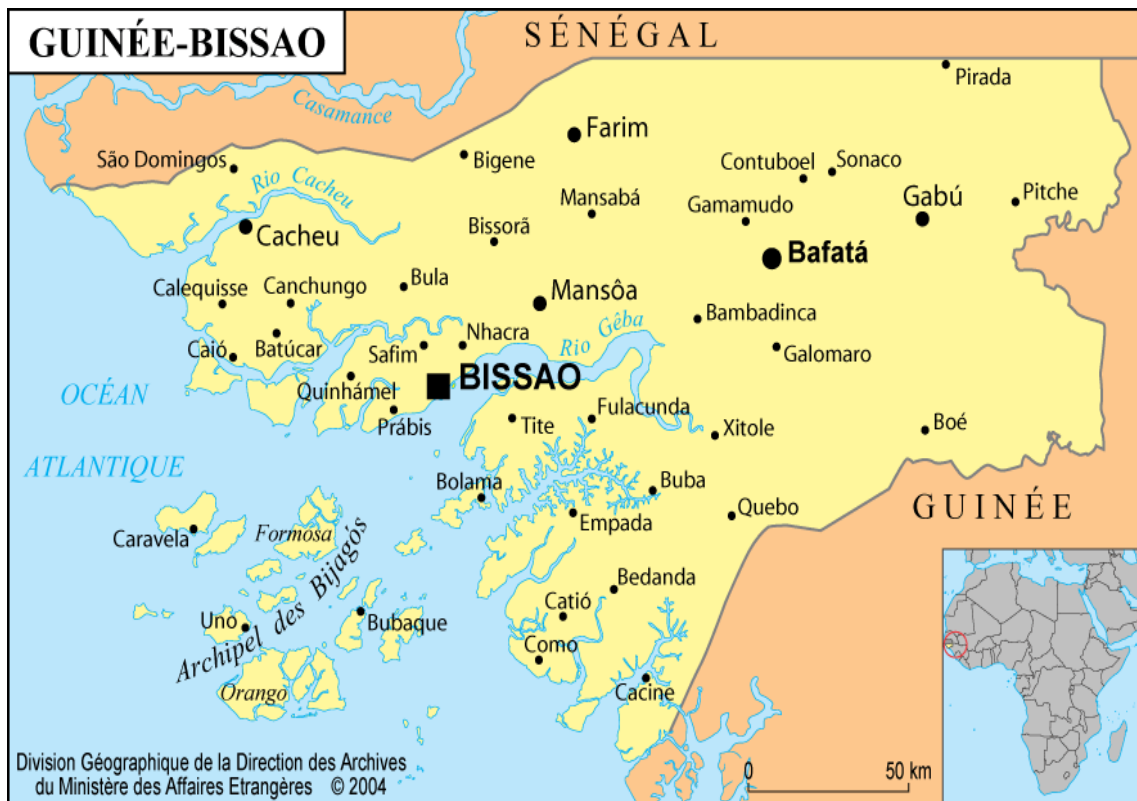 GUINÉE-BISSAO
SÉNÉGAL
Pirada
Casamance
Farim
São Domingos
Bigene
Contuboel
Sonaco
Rio Cacheu
Mansabá
Gamamudo
Gabú
Pitche
Cacheu
Bissorã
Bafatá
Calequisse
Canchungo
Bula
Mansôa
Bambadinca
Batúcar
Nhacra
Rio Gêba
Caió
Safim
Galomaro
OCÉAN
Quinhámel
BISSAO
Prábis
Tite
Fulacunda
Xitole
Boé
ATLANTIQUE
Bolama
Buba
Caravela
Formosa
Empada
Quebo
GUINÉE
Archipel des Bijagós
Bedanda
Uno
Bubaque
Catió
Como
Orango
Cacine
Division Géographique de la Direction des Archives
du Ministère des Affaires Etrangères © 2004
0 50 km